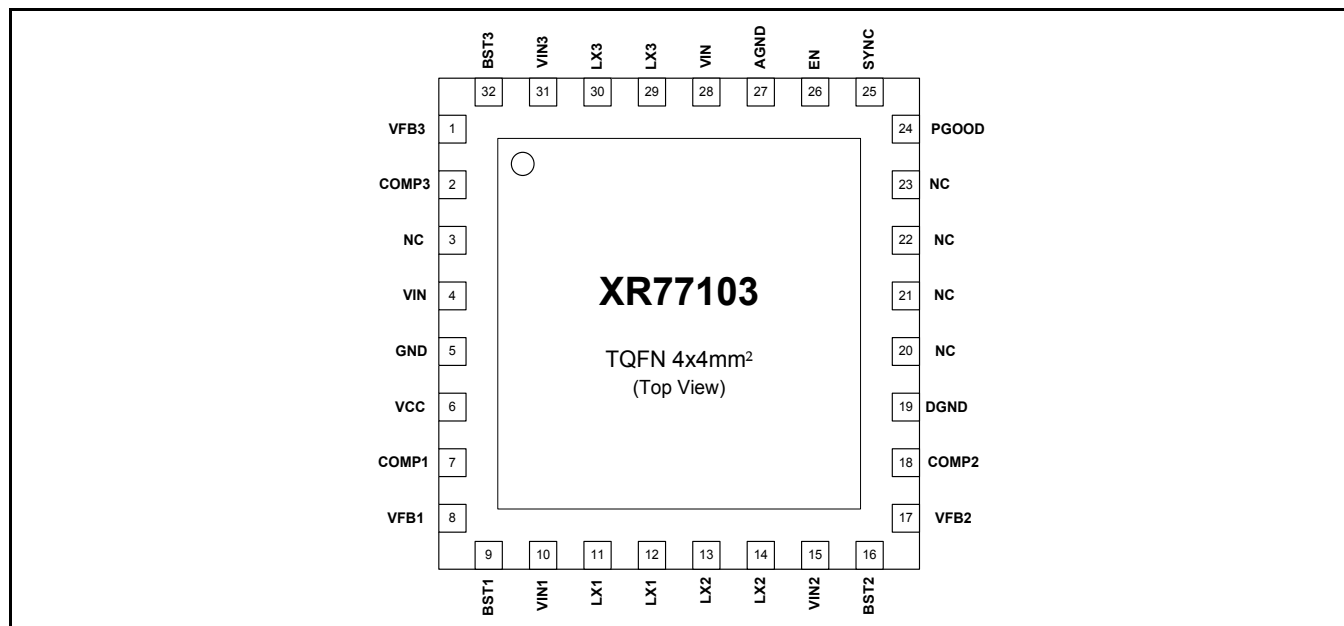 BST3 VIN3 LX3 LX3 VIN AGND EN SYNC
32 31 30 29 28 27 26 25
VFB3 1 24 PGOOD
COMP3 2 23 NC
NC 3 22 NC
XR77103
VIN 4 21 NC
TQFN 4x4mm²
GND 5 20 NC
(Top View)
VCC 6 19 DGND
COMP1 7 18 COMP2
VFB1 8 17 VFB2
9 10 11 12 13 14 15 16
BST1 VIN1 LX1 LX1 LX2 LX2 VIN2 BST2